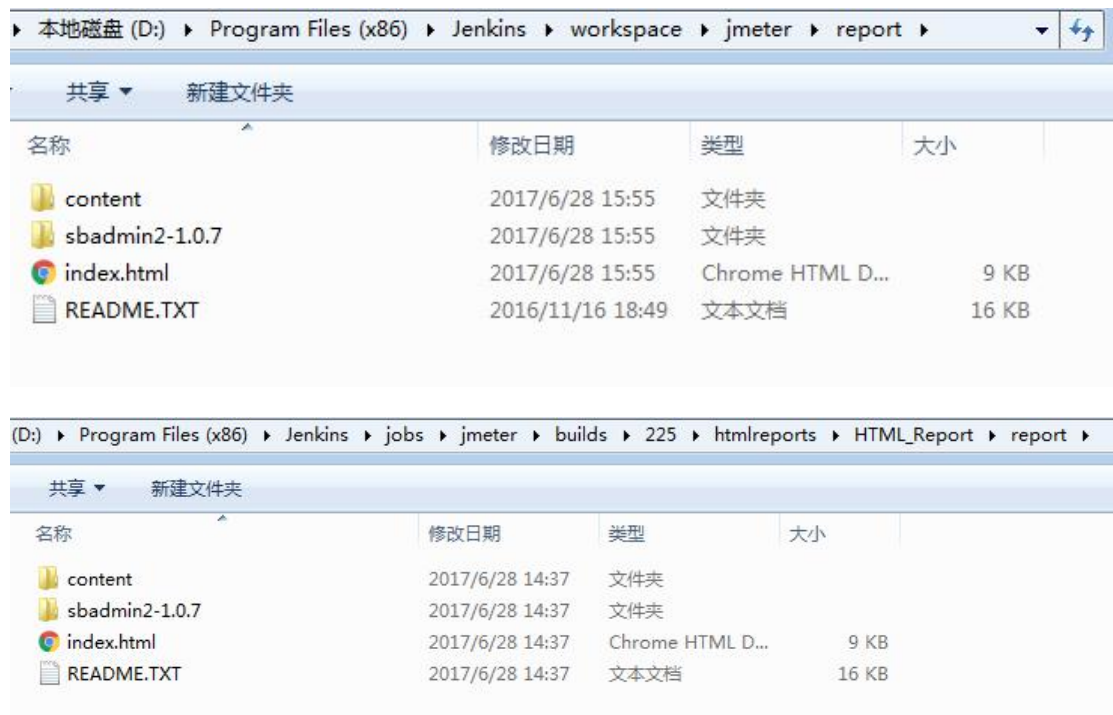 本地磁盘 (D:) Program Files (x86) Jenkins workspace jmeter report
共享 新建文件夹
名称 修改日期 类型 大小
content 2017/6/28 15:55 文件夹
sbadmin2-1.0.7 2017/6/28 15:55 文件夹
index.html 2017/6/28 15:55 Chrome HTML D... 9 KB
README.TXT 2016/11/16 18:49 文本文档 16 KB
(D:) Program Files (x86) Jenkins jobs jmeter builds 225 htmlreports HTML_Report report
共享 新建文件夹
名称 修改日期 类型 大小
content 2017/6/28 14:37 文件夹
sbadmin2-1.0.7 2017/6/28 14:37 文件夹
index.html 2017/6/28 14:37 Chrome HTML D... 9 KB
README.TXT 2017/6/28 14:37 文本文档 16 KB